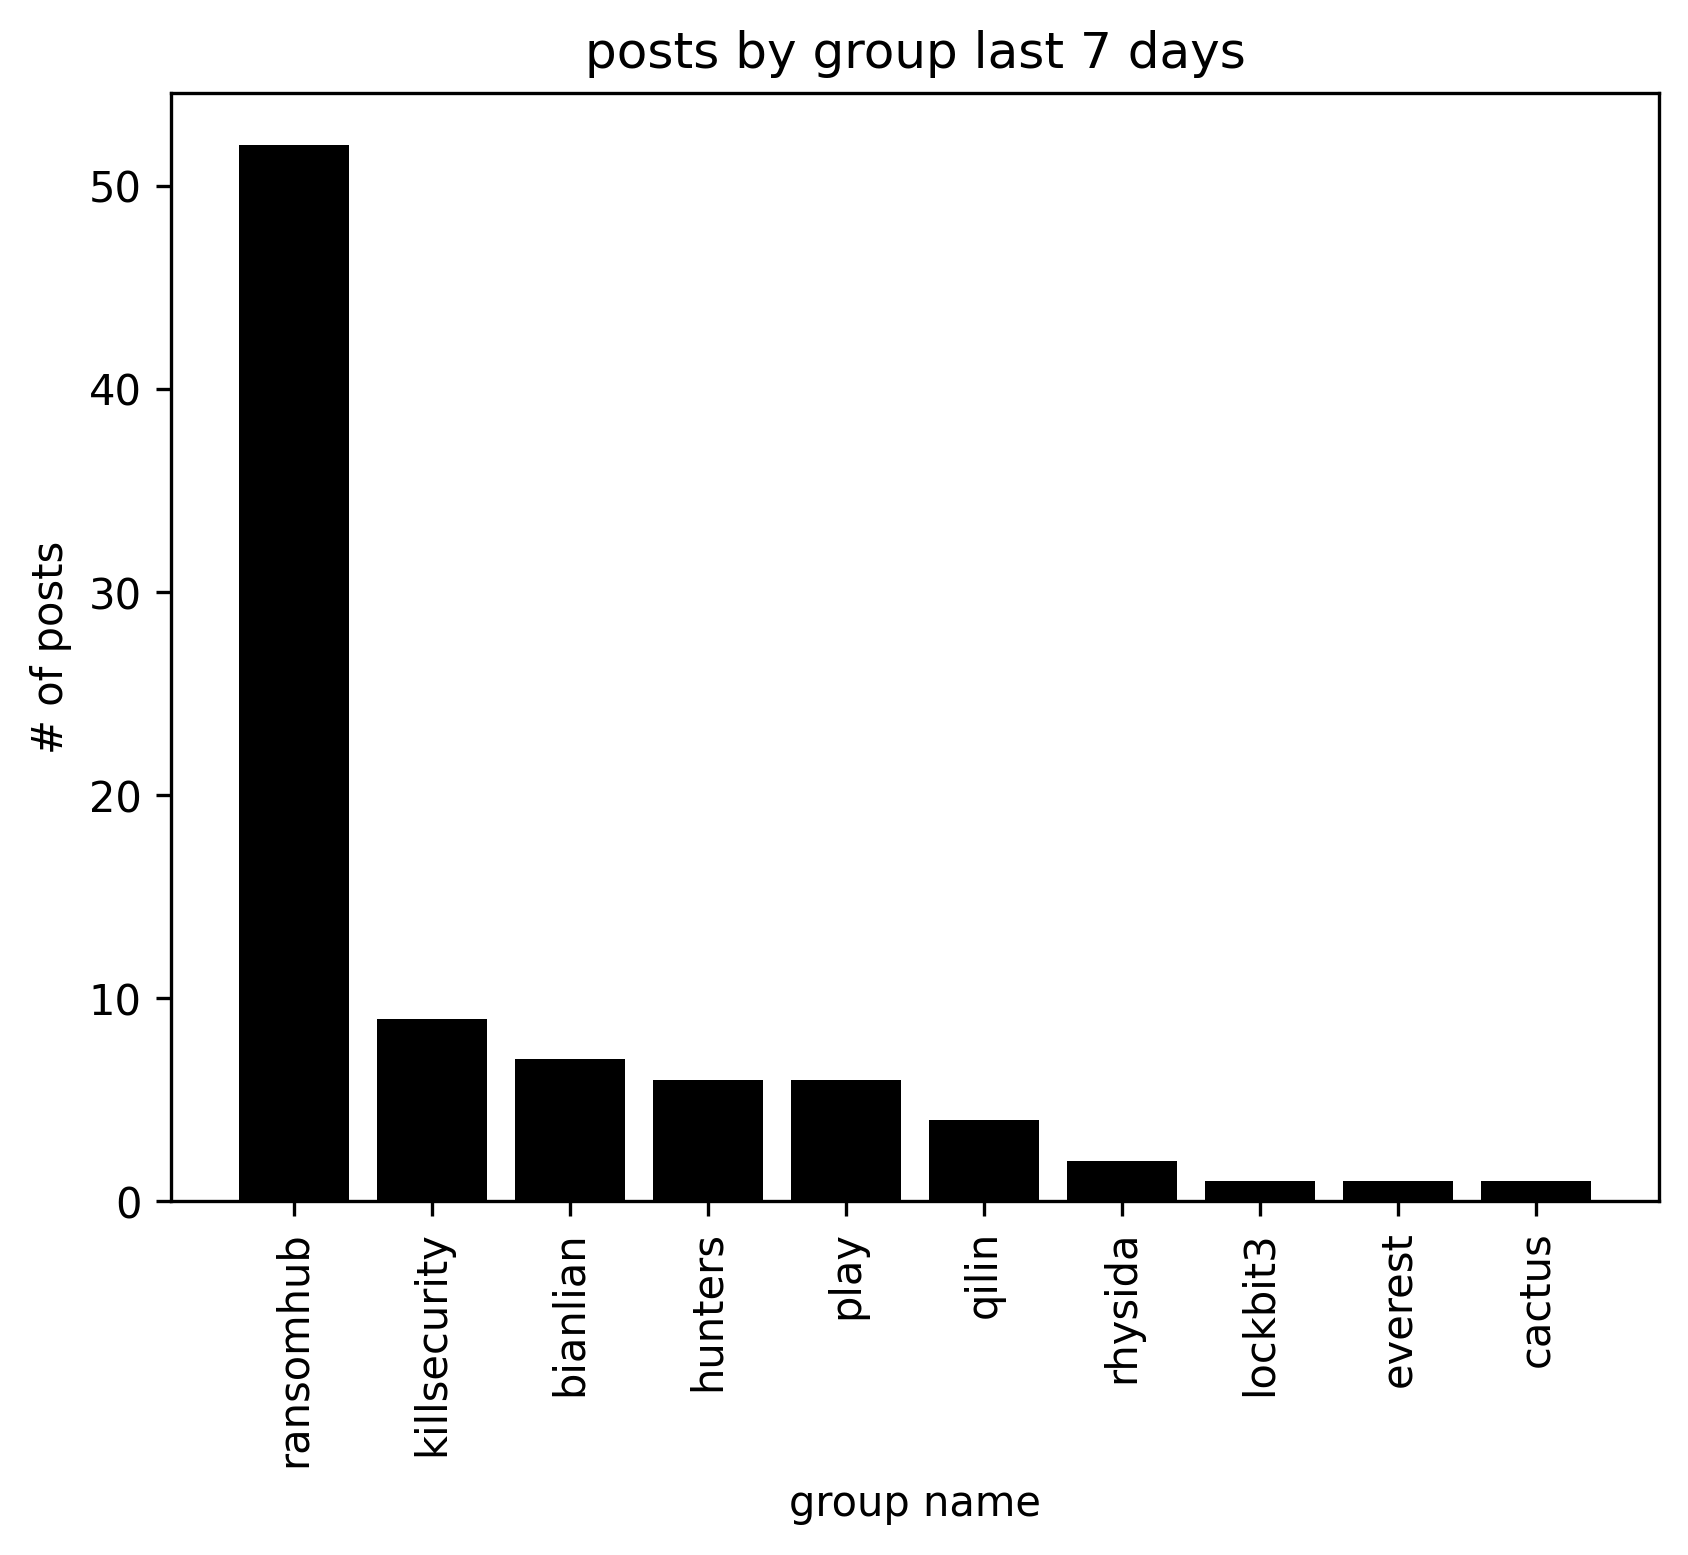 posts by group last 7 days
# of posts
50
40
30
20
10
0
ransomhub
killsecurity
bianlian
hunters
play
qilin
rhysida
lockbit3
everest
cactus
group name